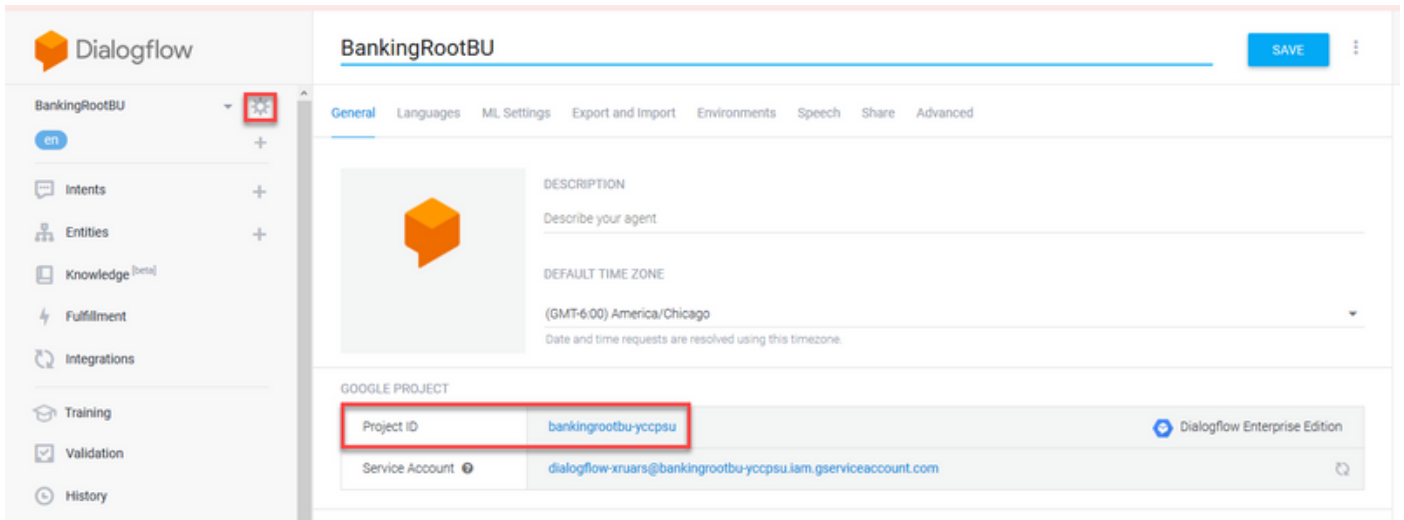 Dialogflow
BankingRootBU
SAVE
BankingRootBU
en
General Languages ML Settings Export and Import Environments Speech Share Advanced
Intents
Entities
Knowledge [beta]
Fulfillment
Integrations
Training
Validation
History
DESCRIPTION
Describe your agent
DEFAULT TIME ZONE
(GMT-6:00) America/Chicago
Date and time requests are resolved using this timezone.
GOOGLE PROJECT
Project ID bankingrootbu-yccpsu Dialogflow Enterprise Edition
Service Account dialogflow-xruars@bankingrootbu-yccpsu.iam.gserviceaccount.com